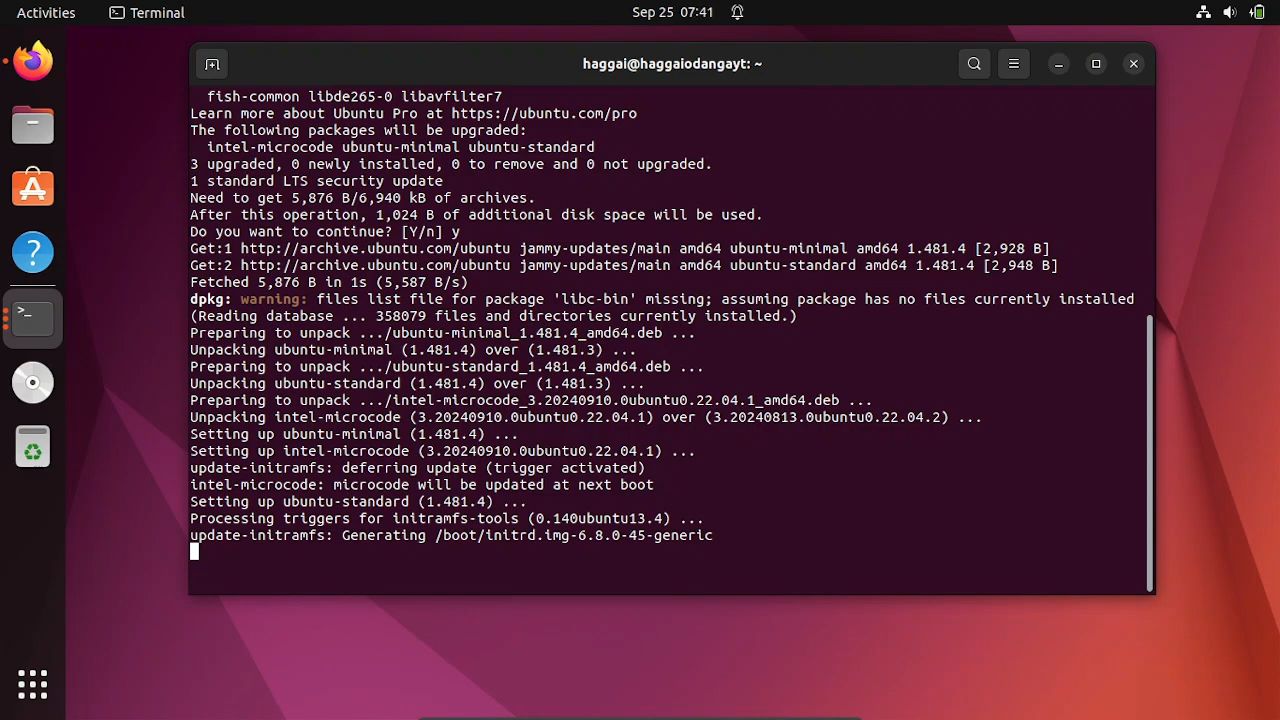 Activities
Terminal
Sep 25 07:41
haggai@haggaiodangayt: ~
fish-common libde265-0 libavfilter7
Learn more about Ubuntu Pro at https://ubuntu.com/pro
The following packages will be upgraded:
intel-microcode ubuntu-minimal ubuntu-standard
3 upgraded, 0 newly installed, 0 to remove and 0 not upgraded.
1 standard LTS security update
Need to get 5,876 B/6,940 kB of archives.
After this operation, 1,024 B of additional disk space will be used.
Do you want to continue? [Y/n] y
Get:1 http://archive.ubuntu.com/ubuntu jammy-updates/main amd64 ubuntu-minimal amd64 1.481.4 [2,928 B]
Get:2 http://archive.ubuntu.com/ubuntu jammy-updates/main amd64 ubuntu-standard amd64 1.481.4 [2,948 B]
Fetched 5,876 B in 1s (5,587 B/s)
dpkg: warning: files list file for package 'libc-bin' missing; assuming package has no files currently installed
(Reading database ... 358079 files and directories currently installed.)
Preparing to unpack .../ubuntu-minimal_1.481.4_amd64.deb ...
Unpacking ubuntu-minimal (1.481.4) over (1.481.3) ...
Preparing to unpack .../ubuntu-standard_1.481.4_amd64.deb ...
Unpacking ubuntu-standard (1.481.4) over (1.481.3) ...
Preparing to unpack .../intel-microcode_3.20240910.0ubuntu0.22.04.1_amd64.deb ...
Unpacking intel-microcode (3.20240910.0ubuntu0.22.04.1) over (3.20240813.0ubuntu0.22.04.2) ...
Setting up ubuntu-minimal (1.481.4) ...
Setting up intel-microcode (3.20240910.0ubuntu0.22.04.1) ...
update-initramfs: deferring update (trigger activated)
intel-microcode: microcode will be updated at next boot
Setting up ubuntu-standard (1.481.4) ...
Processing triggers for initramfs-tools (0.140ubuntu13.4) ...
update-initramfs: Generating /boot/initrd.img-6.8.0-45-generic